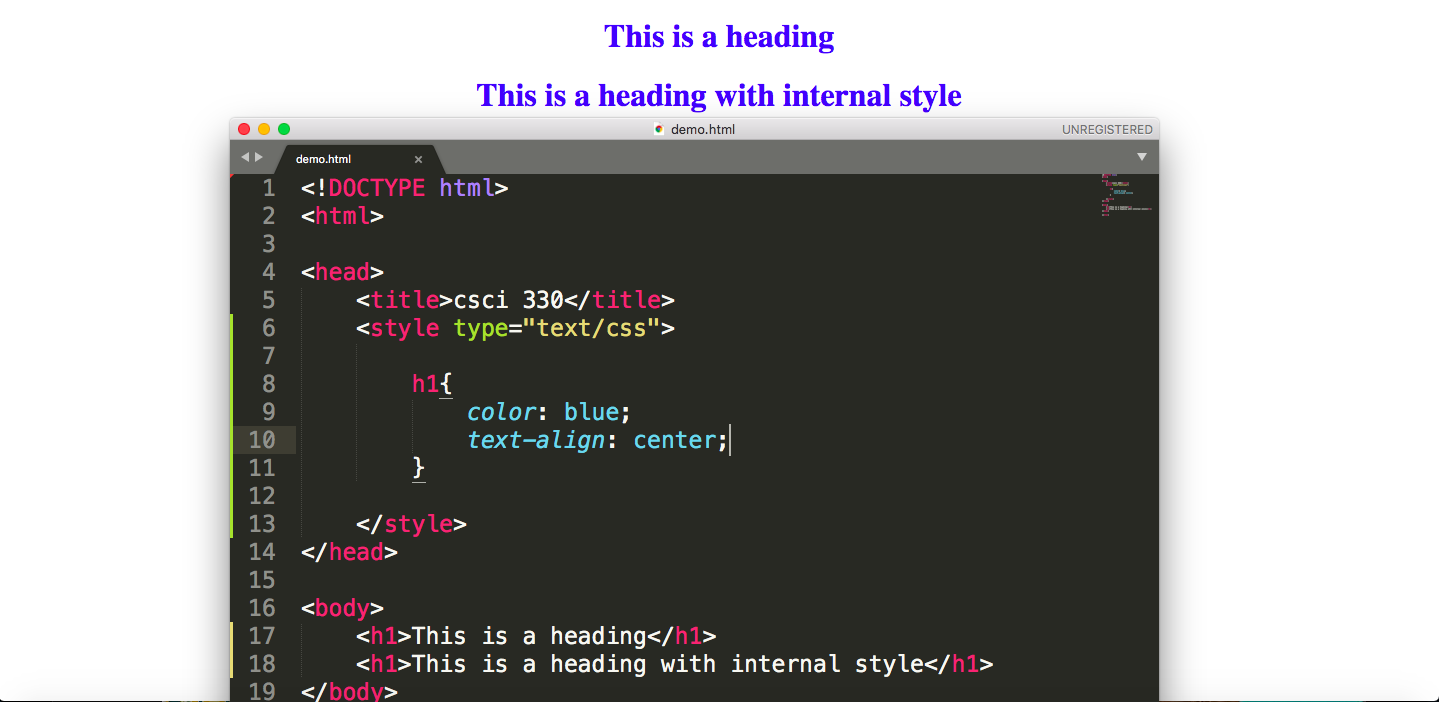 This is a heading
This is a heading with internal style
demo.html
UNREGISTERED
demo.html
1 <!DOCTYPE html>
2 <html>
3
4 <head>
5     <title>csci 330</title>
6     <style type="text/css">
7
8         h1{
9             color: blue;
10             text-align: center;
11         }
12
13     </style>
14 </head>
15
16 <body>
17     <h1>This is a heading</h1>
18     <h1>This is a heading with internal style</h1>
19 </body>